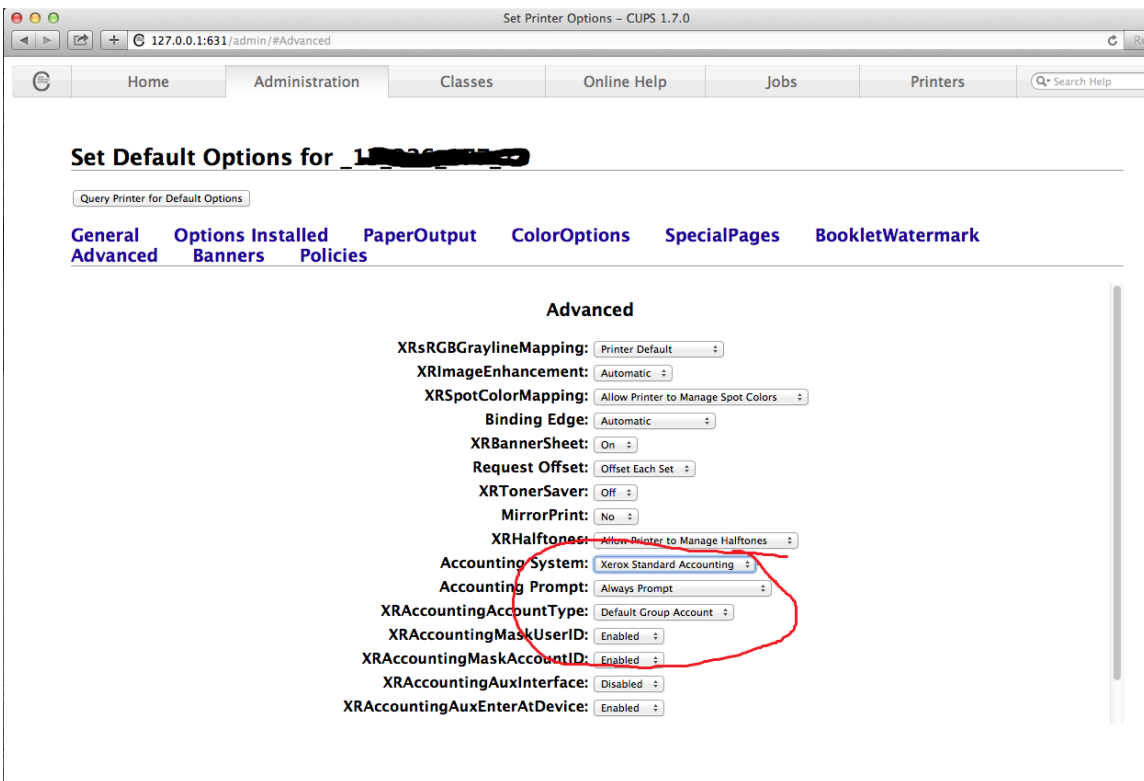 Set Printer Options – CUPS 1.7.0
127.0.0.1:631/admin/#Advanced
Home Administration Classes Online Help Jobs Printers Search Help
Set Default Options for
Query Printer for Default Options
General Options Installed PaperOutput ColorOptions SpecialPages BookletWatermark
Advanced Banners Policies
Advanced
XRsRGBGraylineMapping: Printer Default
XRImageEnhancement: Automatic
XRSpotColorMapping: Allow Printer to Manage Spot Colors
Binding Edge: Automatic
XRBannerSheet: On
Request Offset: Offset Each Set
XRTonerSaver: Off
MirrorPrint: No
XRHalftones: Allow Printer to Manage Halftones
Accounting System: Xerox Standard Accounting
Accounting Prompt: Always Prompt
XRAccountingAccountType: Default Group Account
XRAccountingMaskUserID: Enabled
XRAccountingMaskAccountID: Enabled
XRAccountingAuxInterface: Disabled
XRAccountingAuxEnterAtDevice: Enabled